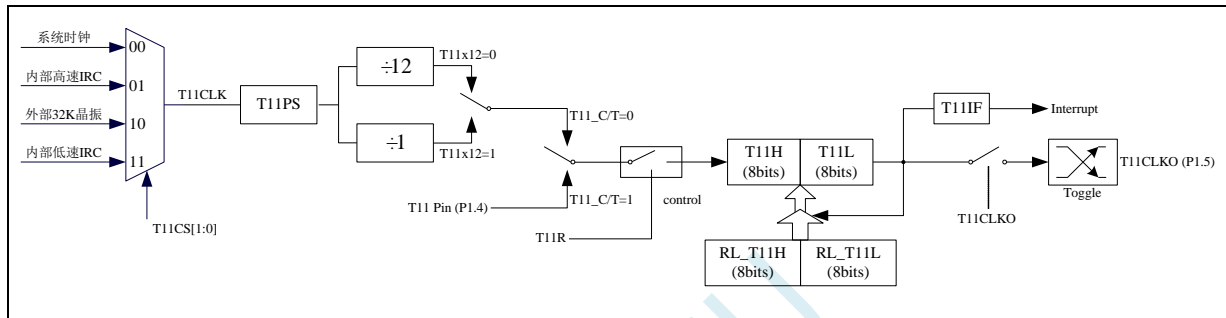 系统时钟
00
内部高速IRC
01
外部32K晶振
10
内部低速IRC
11
T11CS[1:0]
T11CLK
T11PS
÷12
T11x12=0
÷1
T11x12=1
T11_C/T=0
T11_C/T=1
T11 Pin (P1.4)
T11R
control
T11H
(8bits)
T11L
(8bits)
RL_T11H
(8bits)
RL_T11L
(8bits)
T11IF
Interrupt
T11CLKO
Toggle
T11CLKO (P1.5)